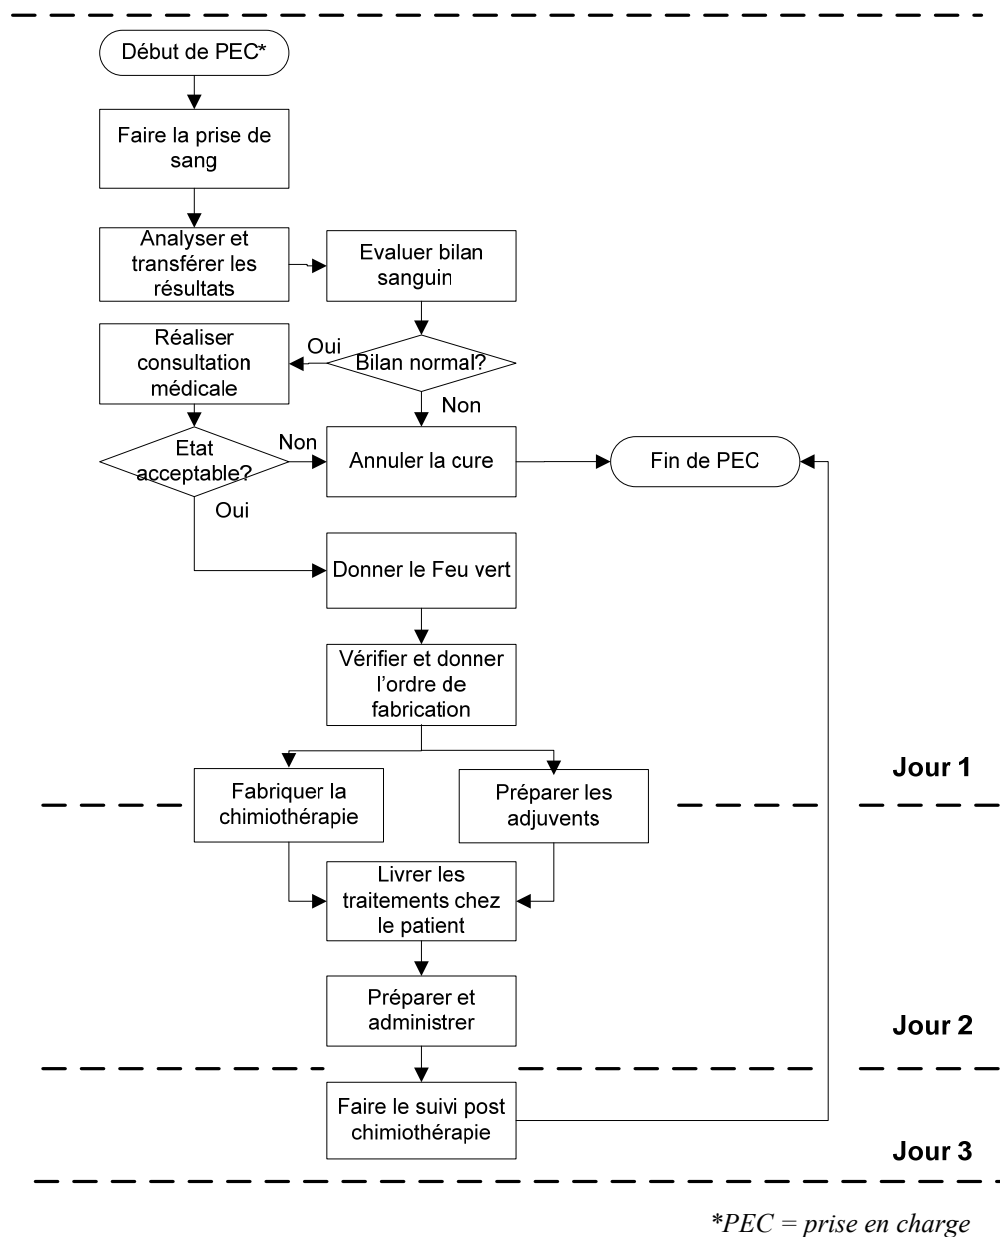 Début de PEC*
Faire la prise de
sang
Analyser et
transférer les
résultats
Evaluer bilan
sanguin
Réaliser
consultation
médicale
Oui
Bilan normal?
Non
Etat
acceptable?
Non
Annuler la cure
Fin de PEC
Oui
Donner le Feu vert
Vérifier et donner
l'ordre de
fabrication
Jour 1
Fabriquer la
chimiothérapie
Préparer les
adjuvents
Livrer les
traitements chez
le patient
Préparer et
administrer
Jour 2
Faire le suivi post
chimiothérapie
Jour 3
*PEC = prise en charge